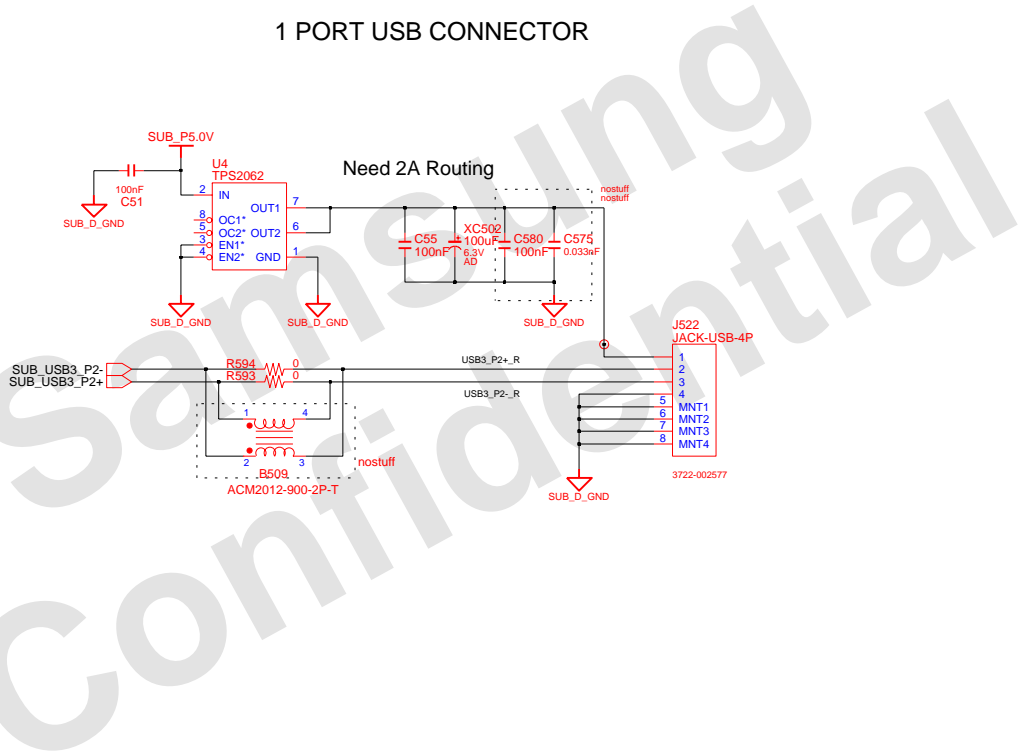 1 PORT USB CONNECTOR
Samsung
Confidential
SUB_P5.0V
100nF
C51
SUB_D_GND
U4
TPS2062
2 IN
OUT1 7
8 OC1*
5 OC2*
OUT2 6
3 EN1*
4 EN2*
GND 1
SUB_D_GND
SUB_D_GND
Need 2A Routing
nostuff
nostuff
C55
100nF
XC502
100uF
6.3V
AD
C580
100nF
C575
0.033nF
SUB_D_GND
J522
JACK-USB-4P
1
2
3
4
5 MNT1
6 MNT2
7 MNT3
8 MNT4
3722-002577
SUB_D_GND
SUB_USB3_P2-
SUB_USB3_P2+
R594 0
R593 0
USB3_P2+_R
USB3_P2-_R
1 4
2 3
nostuff
B509
ACM2012-900-2P-T